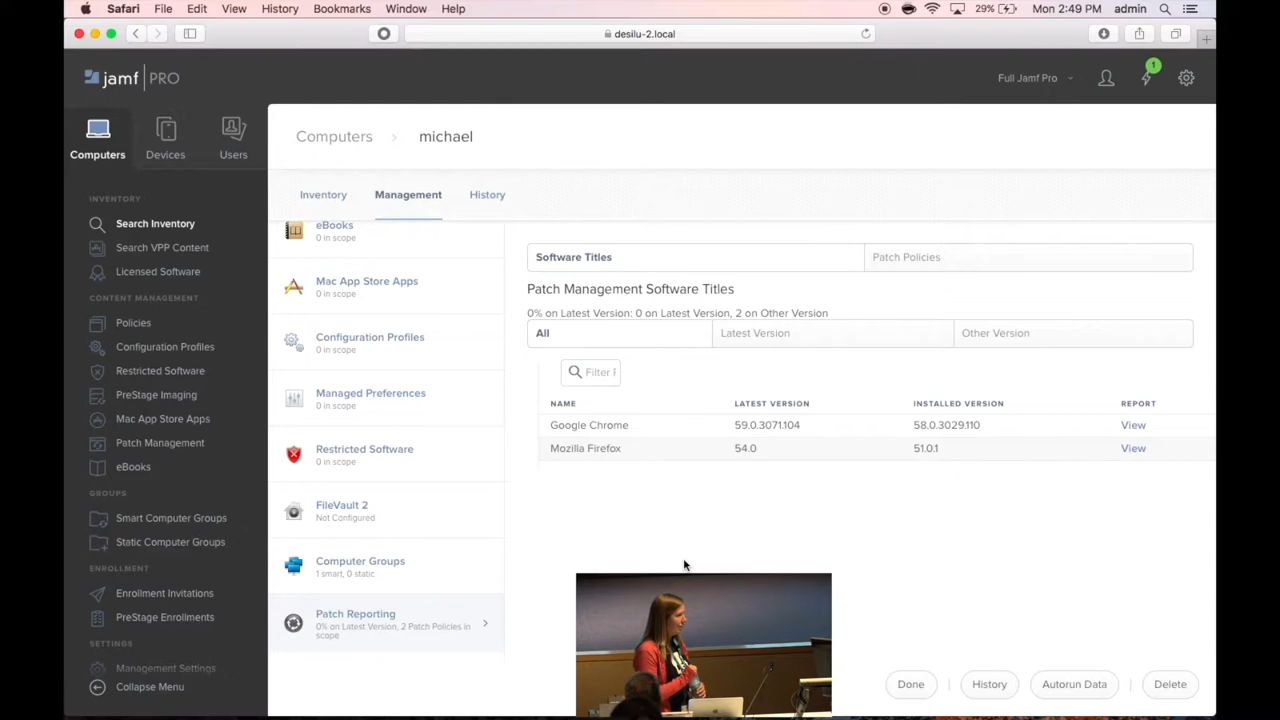 Safari File Edit View History Bookmarks Window Help 29% Mon 2:49 PM admin
desilu-2.local
jamf PRO
Full Jamf Pro
1
Computers
Devices
Users
INVENTORY
Search Inventory
Search VPP Content
Licensed Software
CONTENT MANAGEMENT
Policies
Configuration Profiles
Restricted Software
PreStage Imaging
Mac App Store Apps
Patch Management
eBooks
GROUPS
Smart Computer Groups
Static Computer Groups
ENROLLMENT
Enrollment Invitations
PreStage Enrollments
SETTINGS
Management Settings
Collapse Menu
Computers michael
Inventory Management History
eBooks
0 in scope
Mac App Store Apps
0 in scope
Configuration Profiles
0 in scope
Managed Preferences
0 in scope
Restricted Software
0 in scope
FileVault 2
Not Configured
Computer Groups
1 smart, 0 static
Patch Reporting
0% on Latest Version, 2 Patch Policies in
scope
Software Titles Patch Policies
Patch Management Software Titles
0% on Latest Version: 0 on Latest Version, 2 on Other Version
All Latest Version Other Version
Filter
NAME LATEST VERSION INSTALLED VERSION REPORT
Google Chrome 59.0.3071.104 58.0.3029.110 View
Mozilla Firefox 54.0 51.0.1 View
Done History Autorun Data Delete